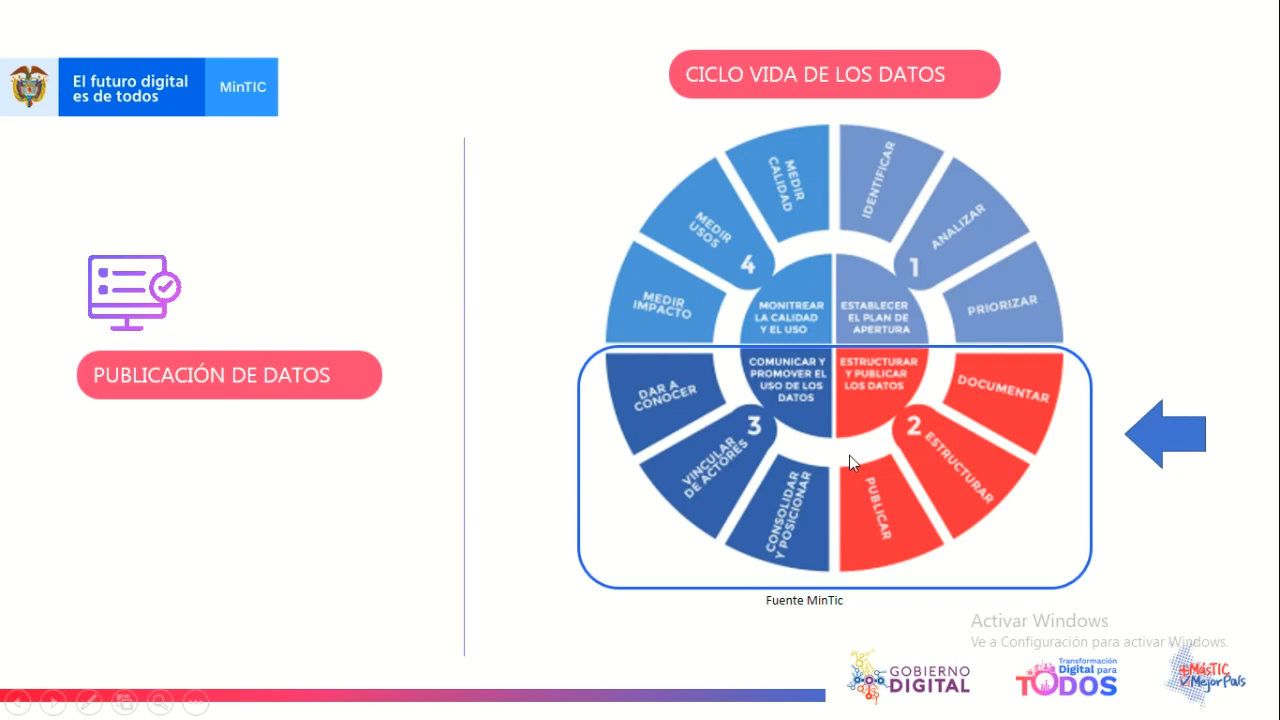 El futuro digital
es de todos
MinTIC
CICLO VIDA DE LOS DATOS
PUBLICACIÓN DE DATOS
IDENTIFICAR
ANALIZAR
PRIORIZAR
1
ESTABLECER
EL PLAN DE
APERTURA
DOCUMENTAR
ESTRUCTURAR
PUBLICAR
2
ESTRUCTURAR
Y PUBLICAR
LOS DATOS
CONSOLIDAR
Y POSICIONAR
VINCULAR
DE ACTORES
DAR A
CONOCER
3
COMUNICAR Y
PROMOVER EL
USO DE LOS
DATOS
MEDIR
IMPACTO
MEDIR
USOS
MEDIR
CALIDAD
4
MONITREAR
LA CALIDAD
Y EL USO
Fuente MinTic
Activar Windows
Ve a Configuración para activar Windows.
GOBIERNO
DIGITAL
Transformación
Digital para
TODOS
+MásTIC
✓MejorPaís